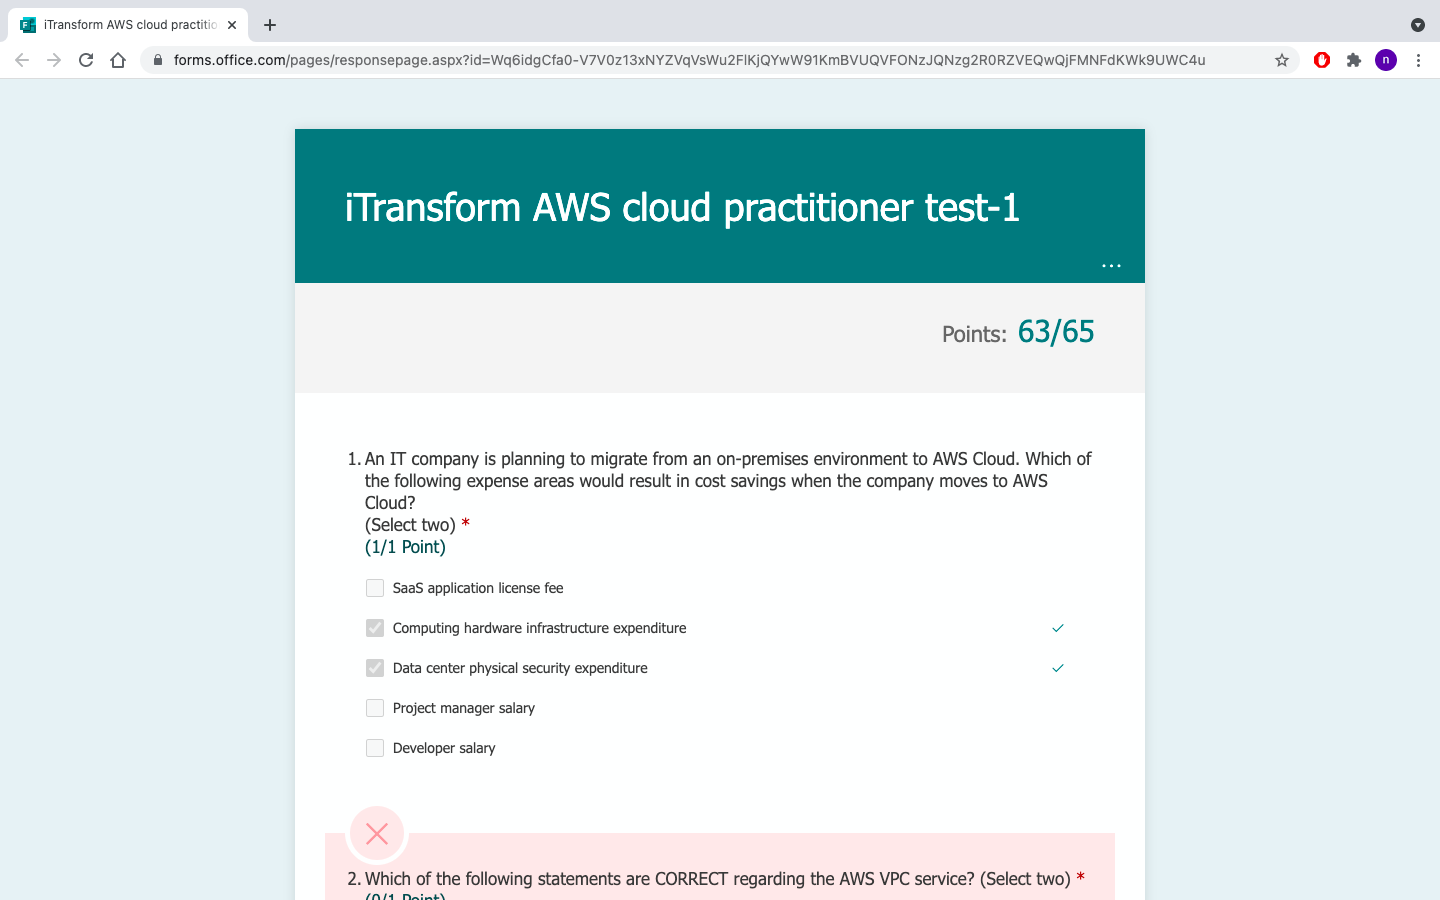 iTransform AWS cloud practitio
forms.office.com/pages/responsepage.aspx?id=Wq6idgCfa0-V7V0z13xNYZVqVsWu2FlKjQYwW91KmBVUQVFONzJQNzg2R0RZVEQwQjFMNFdKWk9UWC4u
n
iTransform AWS cloud practitioner test-1
...
Points: 63/65
1. An IT company is planning to migrate from an on-premises environment to AWS Cloud. Which of
the following expense areas would result in cost savings when the company moves to AWS
Cloud?
(Select two) *
(1/1 Point)
SaaS application license fee
Computing hardware infrastructure expenditure
Data center physical security expenditure
Project manager salary
Developer salary
2. Which of the following statements are CORRECT regarding the AWS VPC service? (Select two) *
(0/1 Point)